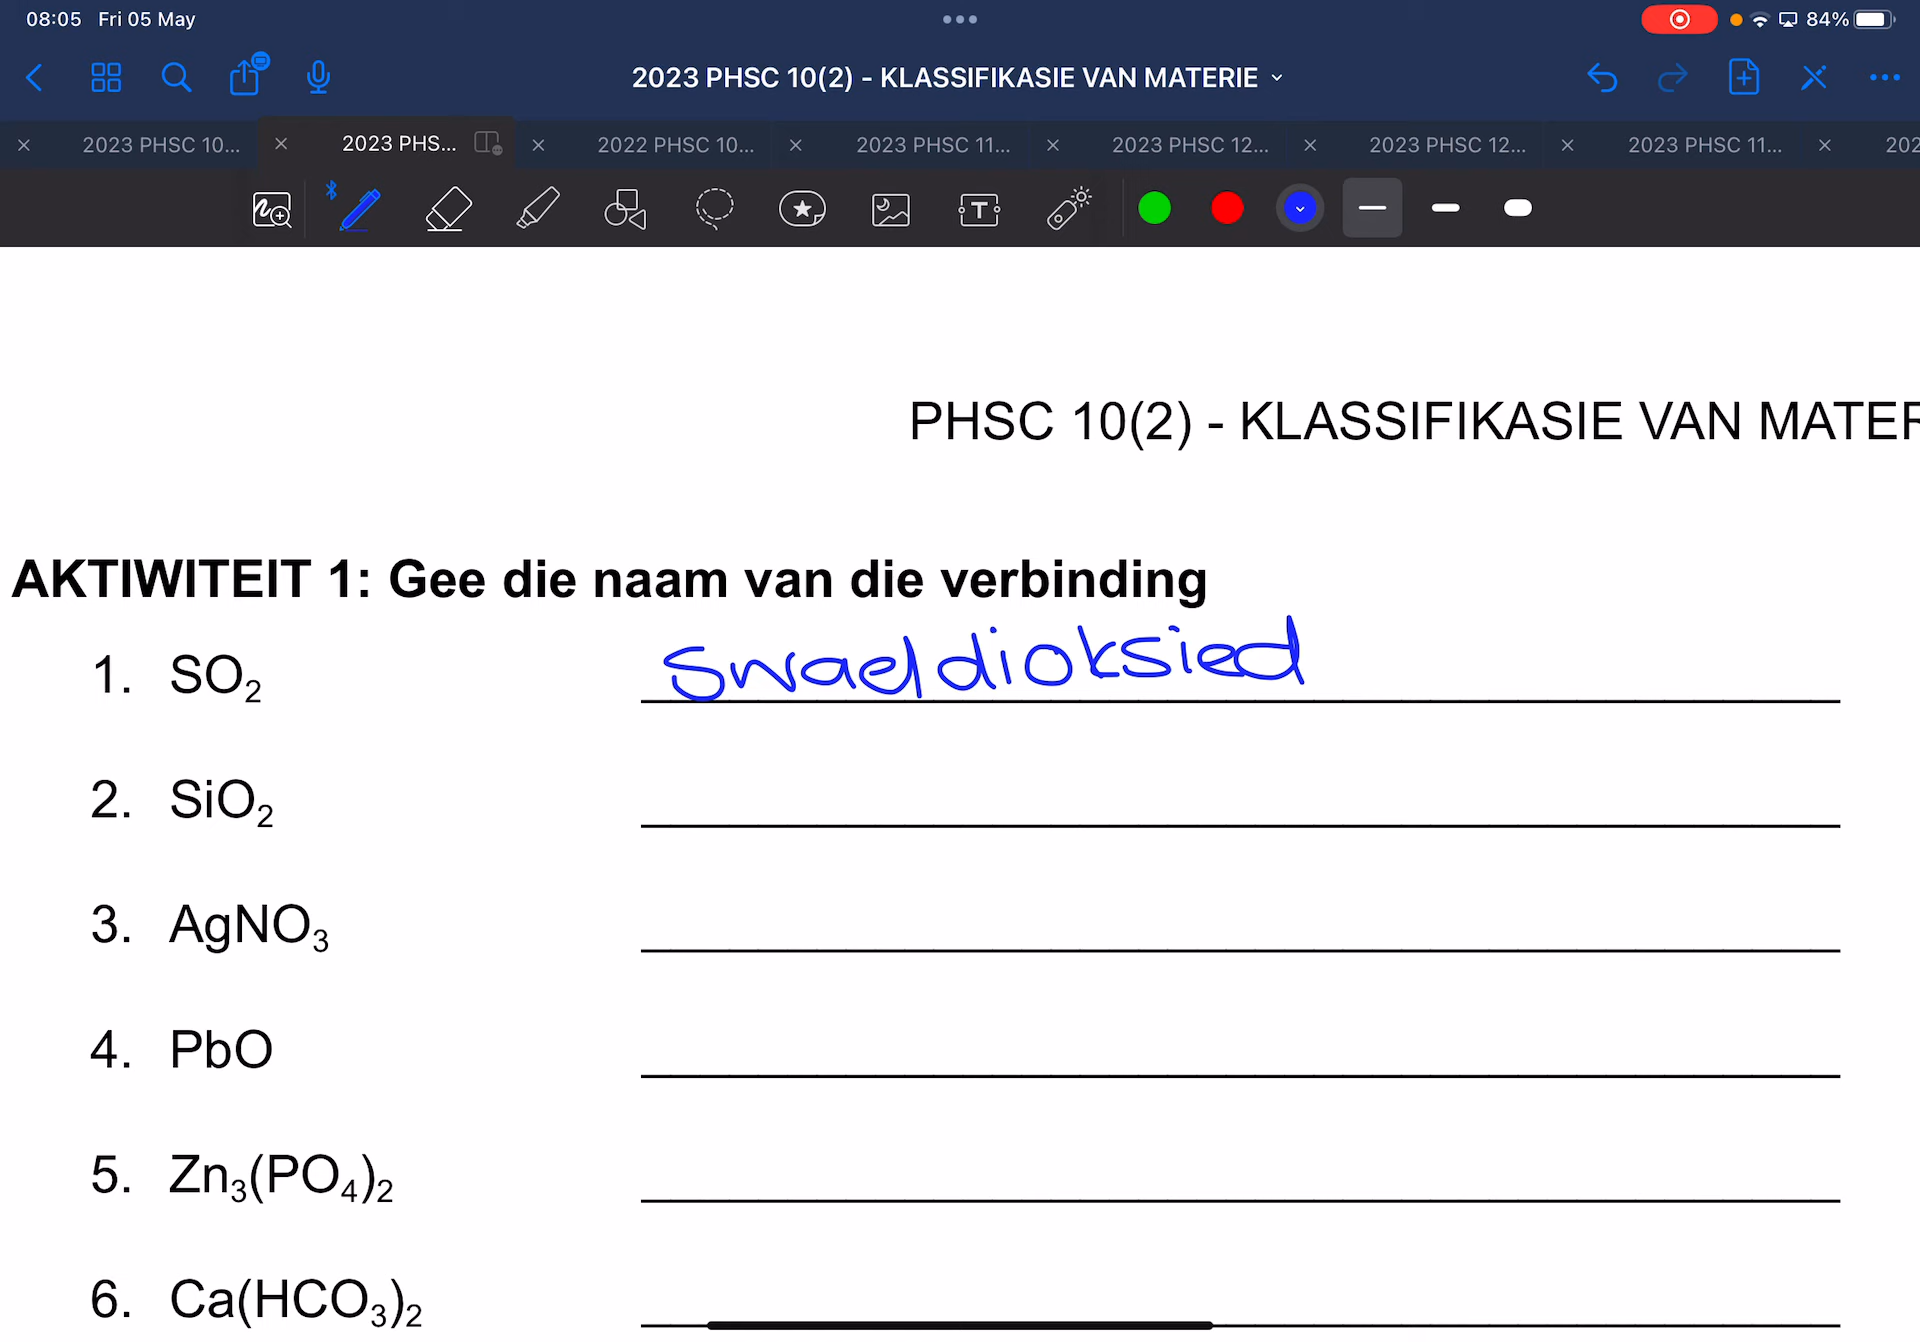 08:05 Fri 05 May
84%
2023 PHSC 10(2) - KLASSIFIKASIE VAN MATERIE
2023 PHSC 10...
2023 PHS...
2022 PHSC 10...
2023 PHSC 11...
2023 PHSC 12...
2023 PHSC 12...
2023 PHSC 11...
202
T
PHSC 10(2) - KLASSIFIKASIE VAN MATER
AKTIWITEIT 1: Gee die naam van die verbinding
1. SO₂ Swaeldioksied
2. SiO₂
3. AgNO₃
4. PbO
5. Zn₃(PO₄)₂
6. Ca(HCO₃)₂